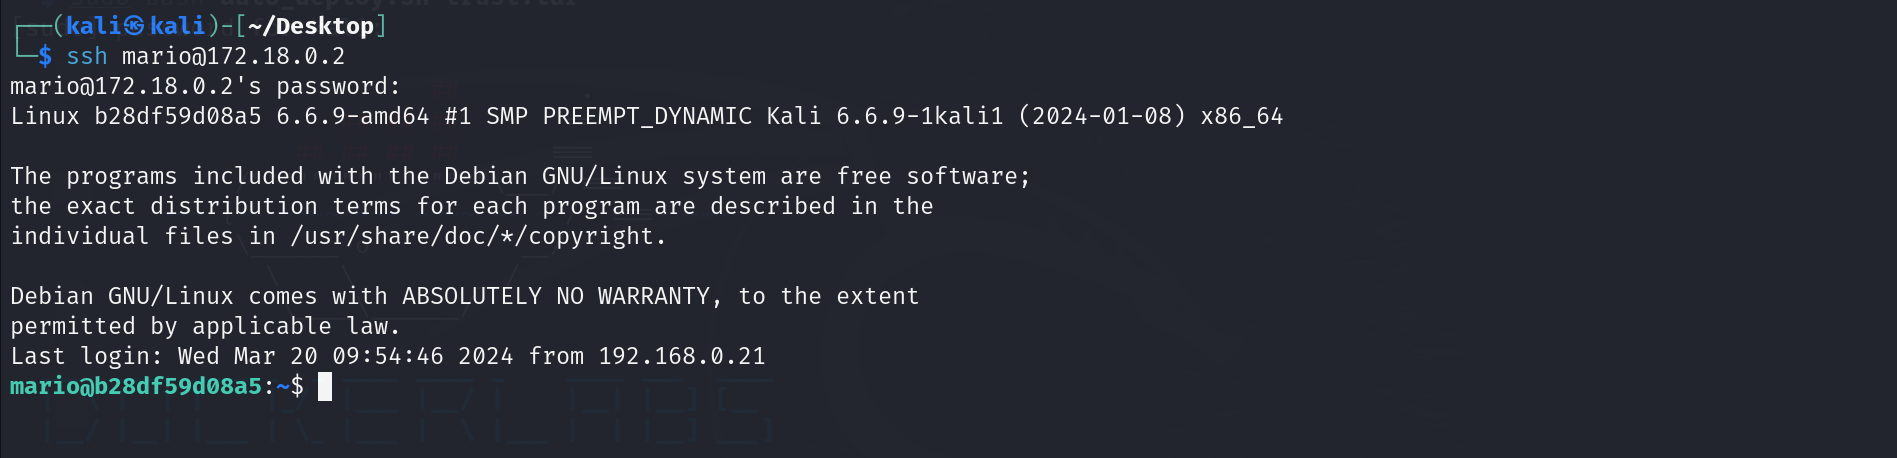 ┌──(kali㉿kali)-[~/Desktop]
└─$ ssh mario@172.18.0.2
mario@172.18.0.2's password:
Linux b28df59d08a5 6.6.9-amd64 #1 SMP PREEMPT_DYNAMIC Kali 6.6.9-1kali1 (2024-01-08) x86_64
The programs included with the Debian GNU/Linux system are free software;
the exact distribution terms for each program are described in the
individual files in /usr/share/doc/*/copyright.
Debian GNU/Linux comes with ABSOLUTELY NO WARRANTY, to the extent
permitted by applicable law.
Last login: Wed Mar 20 09:54:46 2024 from 192.168.0.21
mario@b28df59d08a5:~$